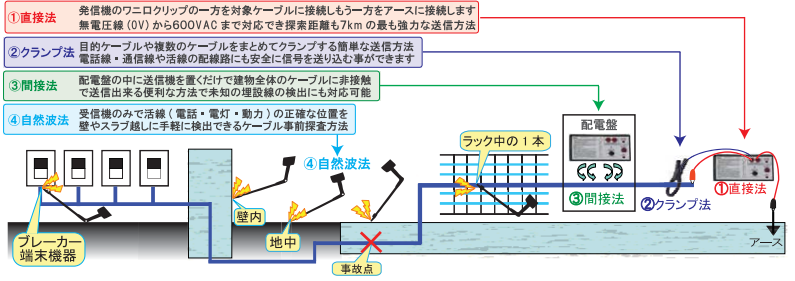 ①直接法
発信機のワニロクリップの一方を対象ケーブルに接続しもう一方をアースに接続します
無電圧線(0V)から600VACまで対応でき探索距離も7kmの最も強力な送信方法
②クランプ法
目的ケーブルや複数のケーブルをまとめてクランプする簡単な送信方法
電話線・通信線や活線の配線路にも安全に信号を送り込む事ができます
③間接法
配電盤の中に送信機を置くだけで建物全体のケーブルに非接触
で送信出来る便利な方法で未知の埋設線の検出にも対応可能
④自然波法
受信機のみで活線(電話・電灯・動力)の正確な位置を
壁やスラブ越しに手軽に検出できるケーブル事前探査方法
④自然波法
ラック中の1本
配電盤
③間接法
②クランプ法
①直接法
アース
壁内
地中
ブレーカー
端末機器
事故点